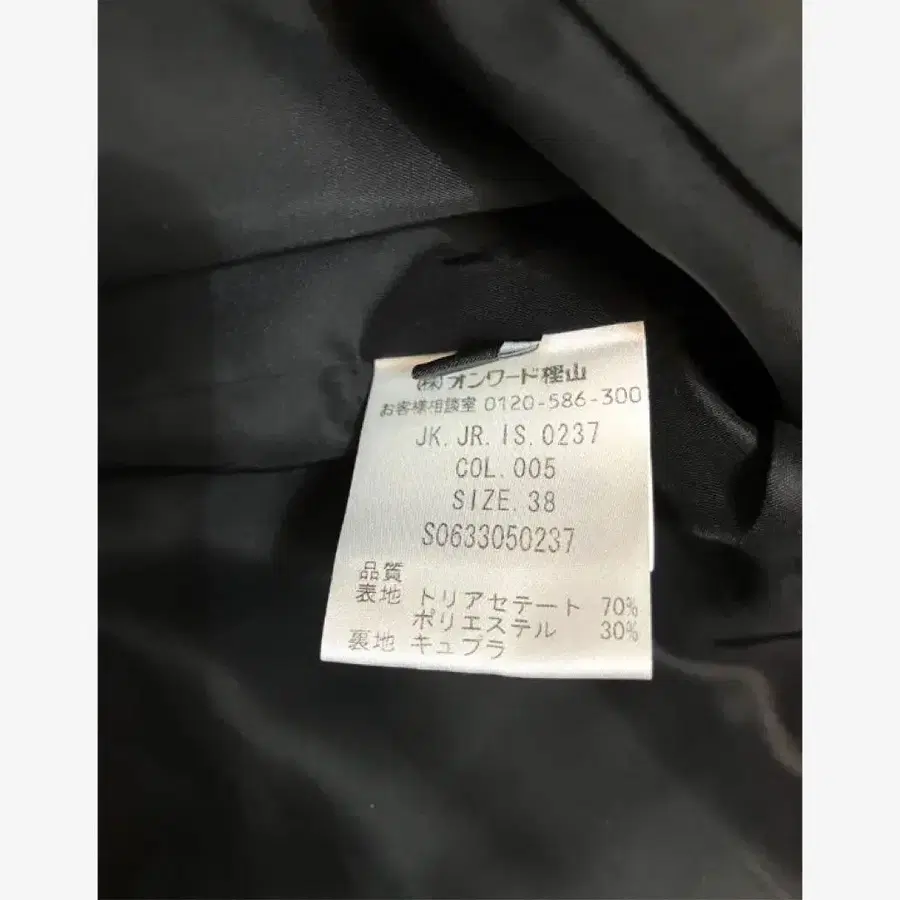 (株)オンワード樫山
お客様相談室 0120-586-300
JK.JR.IS.0237
COL.005
SIZE.38
S0633050237
品質
表地 トリアセテート 70%
ポリエステル 30%
裏地 キュプラ